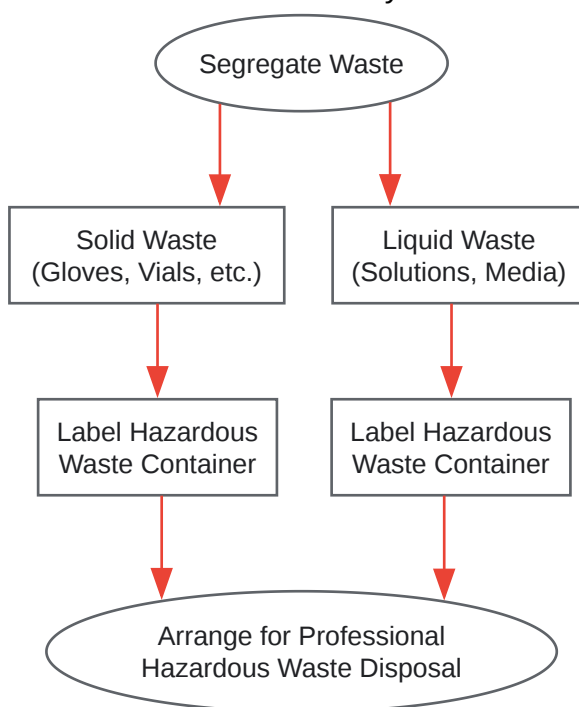 Segregate Waste
Solid Waste
(Gloves, Vials, etc.)
Liquid Waste
(Solutions, Media)
Label Hazardous
Waste Container
Label Hazardous
Waste Container
Arrange for Professional
Hazardous Waste Disposal